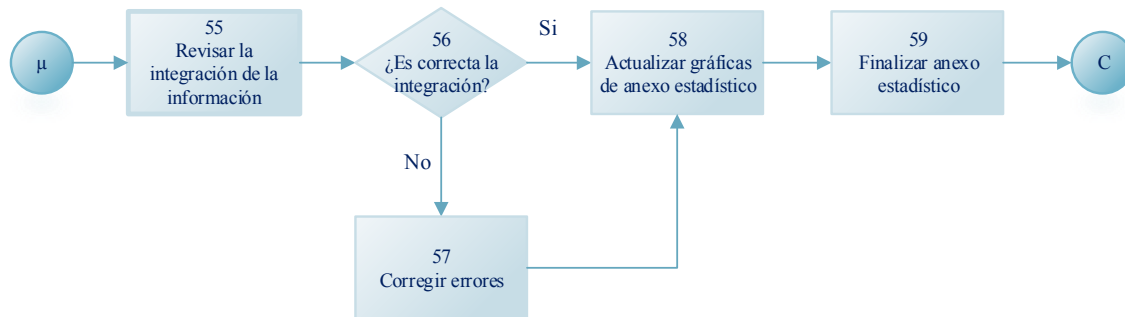 µ
55
Revisar la
integración de la
información
56
¿Es correcta la
integración?
Si
58
Actualizar gráficas
de anexo estadístico
59
Finalizar anexo
estadístico
C
No
57
Corregir errores